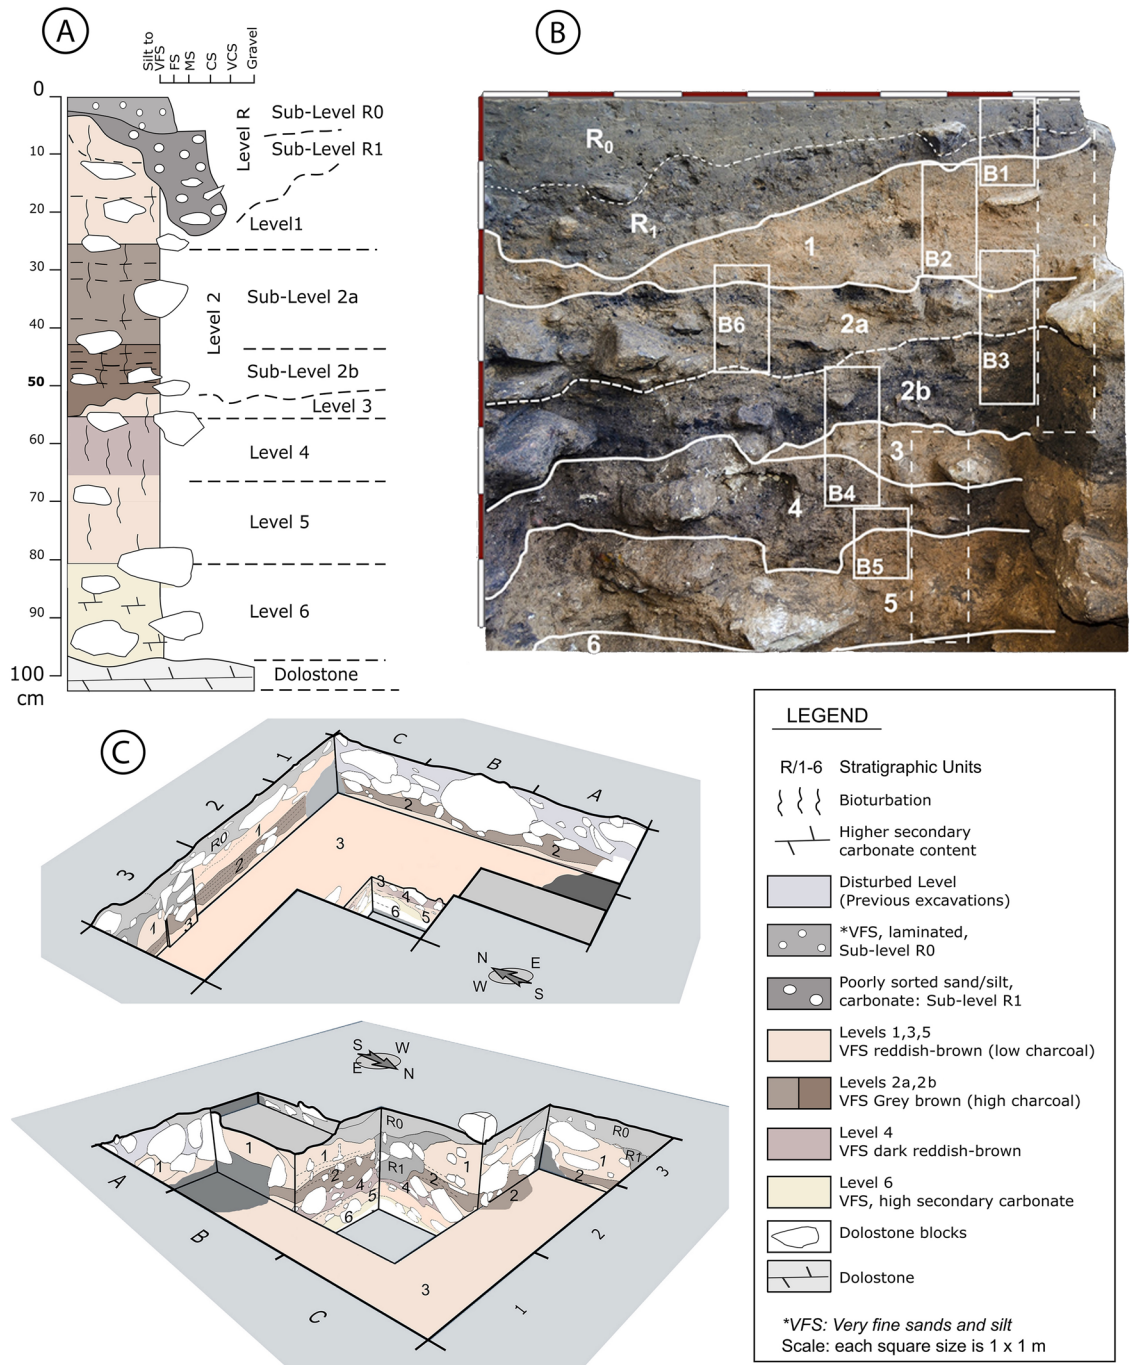 A
Silt to
VFS
FS
MS
CS
VCS
Gravel
0
10
20
30
40
50
60
70
80
90
100
cm
Level R
Sub-Level R0
Sub-Level R1
Level1
Level 2
Sub-Level 2a
Sub-Level 2b
Level 3
Level 4
Level 5
Level 6
Dolostone
B
R0
R1
1
2a
2b
3
4
5
6
B1
B2
B3
B6
B4
B5
C
C
B
A
1
2
3
R0
1
2
1
3
2
2
3
3
4
5
6
N
E
W
S
S
W
E
N
A
B
C
1
2
3
1
1
1
2
4
5
6
R0
R1
2
4
1
2
R0
R1
1
2
3
LEGEND
R/1-6 Stratigraphic Units
Bioturbation
Higher secondary
carbonate content
Disturbed Level
(Previous excavations)
*VFS, laminated,
Sub-level R0
Poorly sorted sand/silt,
carbonate: Sub-level R1
Levels 1,3,5
VFS reddish-brown (low charcoal)
Levels 2a,2b
VFS Grey brown (high charcoal)
Level 4
VFS dark reddish-brown
Level 6
VFS, high secondary carbonate
Dolostone blocks
Dolostone
*VFS: Very fine sands and silt
Scale: each square size is 1 x 1 m